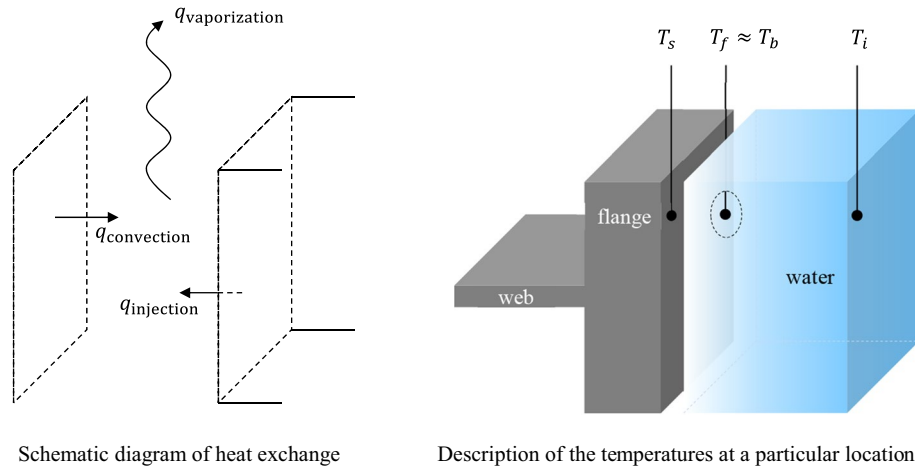 q_vaporization
q_convection
q_injection
T_s T_f ≈ T_b T_i
flange
water
web
Schematic diagram of heat exchange
Description of the temperatures at a particular location